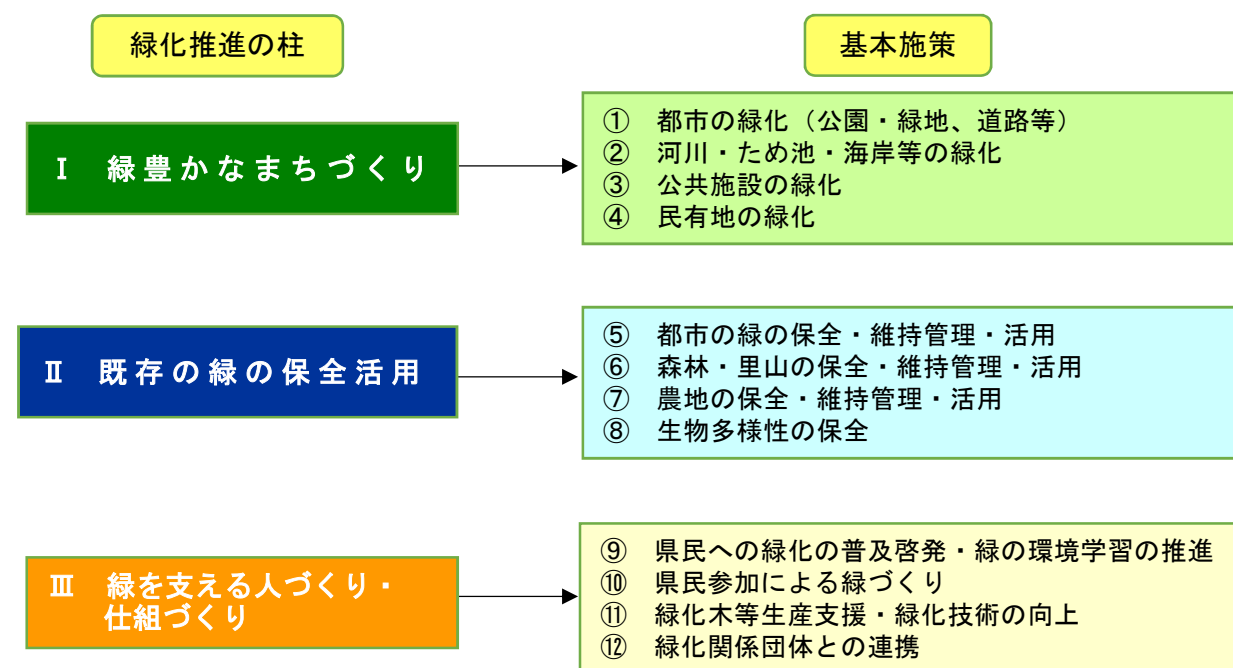 緑化推進の柱
基本施策
Ⅰ 緑豊かなまちづくり
① 都市の緑化（公園・緑地、道路等）
② 河川・ため池・海岸等の緑化
③ 公共施設の緑化
④ 民有地の緑化
Ⅱ 既存の緑の保全活用
⑤ 都市の緑の保全・維持管理・活用
⑥ 森林・里山の保全・維持管理・活用
⑦ 農地の保全・維持管理・活用
⑧ 生物多様性の保全
Ⅲ 緑を支える人づくり・
仕組づくり
⑨ 県民への緑化の普及啓発・緑の環境学習の推進
⑩ 県民参加による緑づくり
⑪ 緑化木等生産支援・緑化技術の向上
⑫ 緑化関係団体との連携